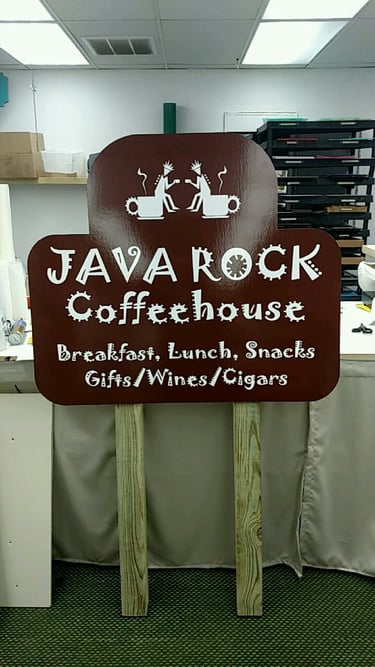 JAVA ROCK
Coffeehouse
Breakfast, Lunch, Snacks
Gifts/Wines/Cigars